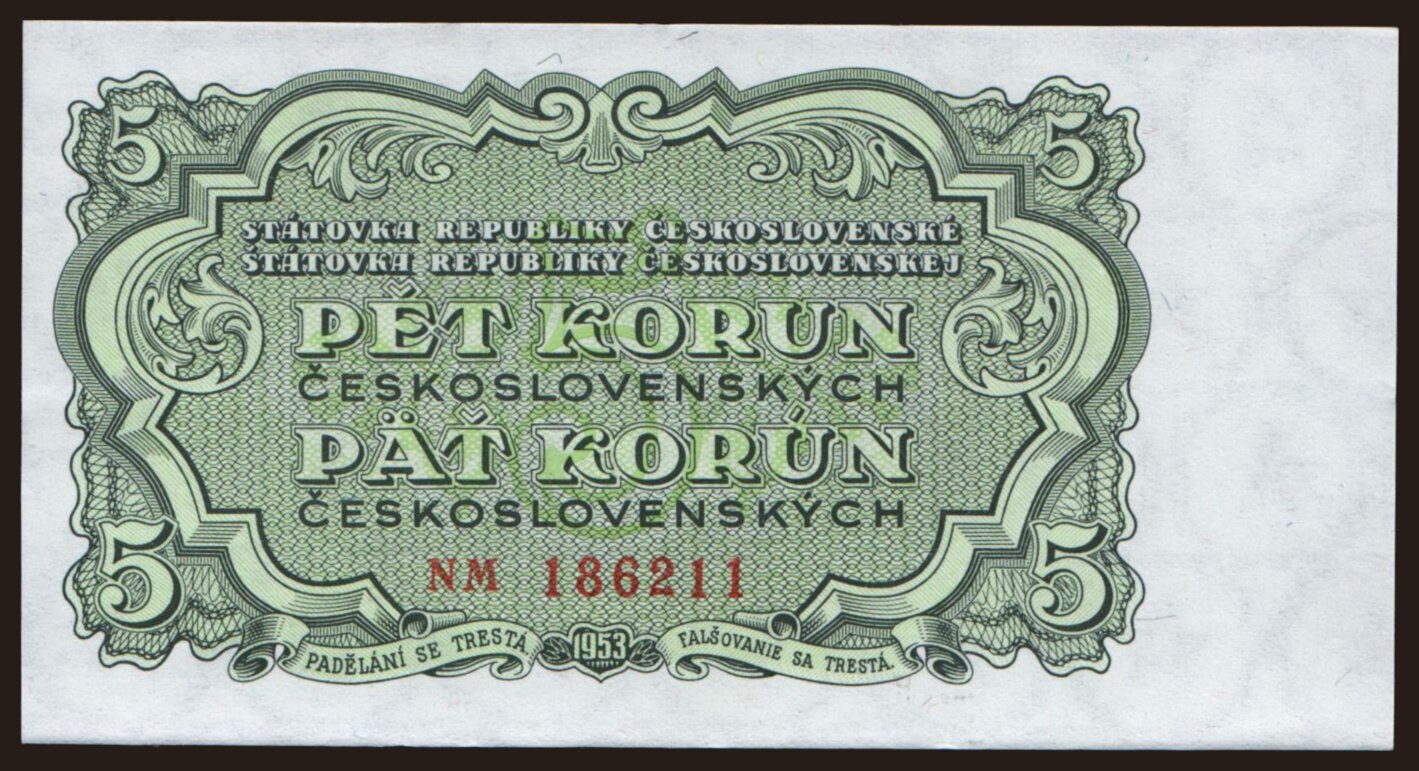 5 5
STÁTOVKA REPUBLIKY ČESKOSLOVENSKÉ
ŠTÁTOVKA REPUBLIKY ČESKOSLOVENSKEJ
PĚT KORUN
ČESKOSLOVENSKÝCH
PÄŤ KORÚN
ČESKOSLOVENSKÝCH
NM 186211
5 5
PADĚLÁNÍ SE TRESTÁ. 1953 FALŠOVANIE SA TRESTÁ.